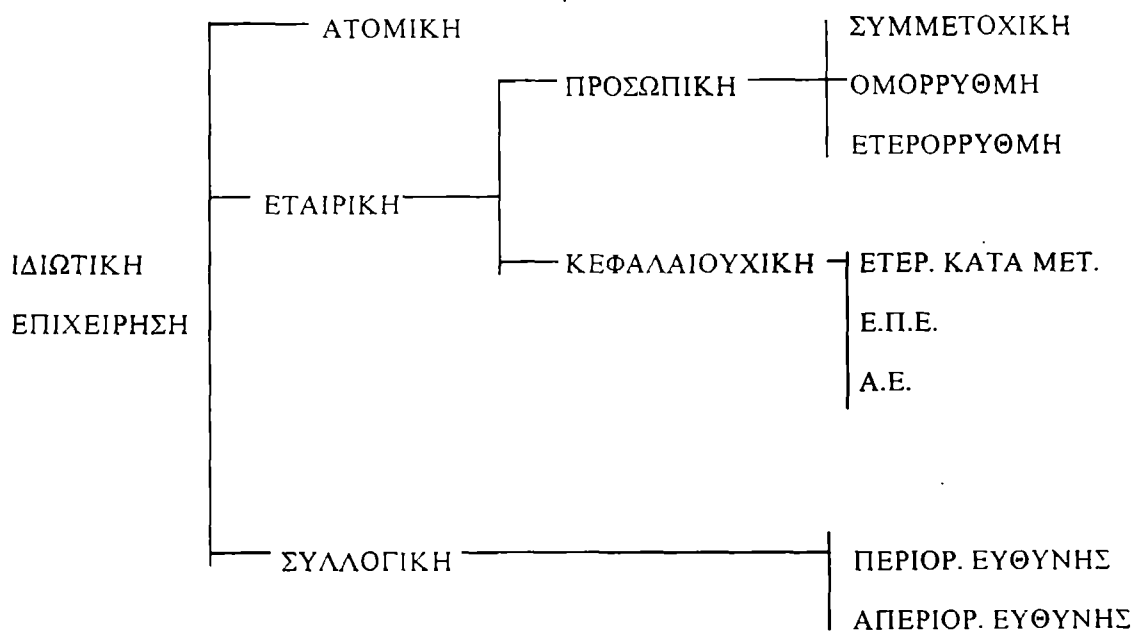 ΑΤΟΜΙΚΗ
ΣΥΜΜΕΤΟΧΙΚΗ
ΠΡΟΣΩΠΙΚΗ
ΟΜΟΡΡΥΘΜΗ
ΕΤΕΡΟΡΡΥΘΜΗ
ΕΤΑΙΡΙΚΗ
ΙΔΙΩΤΙΚΗ
ΕΠΙΧΕΙΡΗΣΗ
ΚΕΦΑΛΑΙΟΥΧΙΚΗ
ΕΤΕΡ. ΚΑΤΑ ΜΕΤ.
Ε.Π.Ε.
Α.Ε.
ΣΥΛΛΟΓΙΚΗ
ΠΕΡΙΟΡ. ΕΥΘΥΝΗΣ
ΑΠΕΡΙΟΡ. ΕΥΘΥΝΗΣ